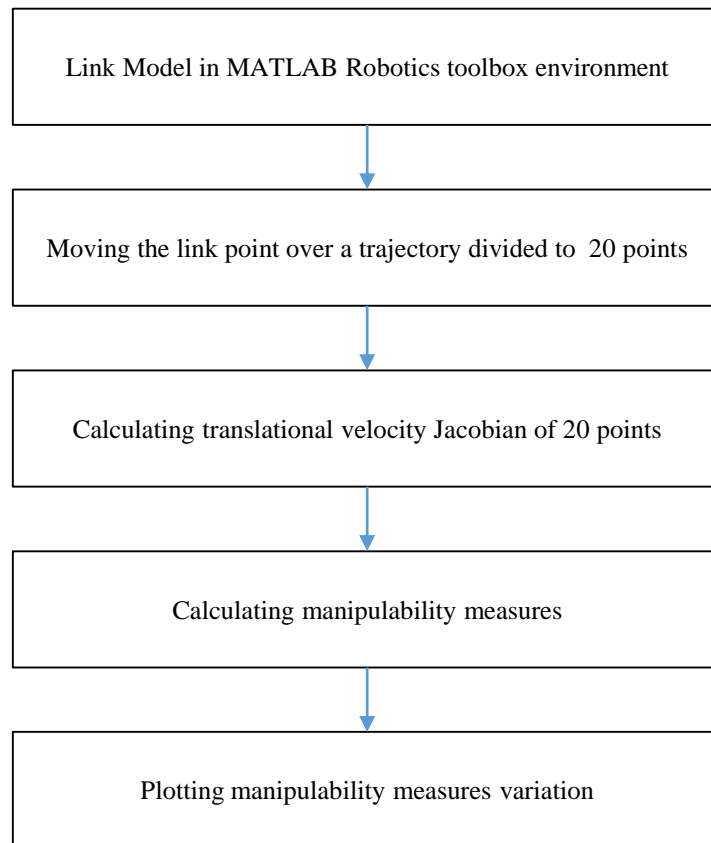 Link Model in MATLAB Robotics toolbox environment
Moving the link point over a trajectory divided to 20 points
Calculating translational velocity Jacobian of 20 points
Calculating manipulability measures
Plotting manipulability measures variation